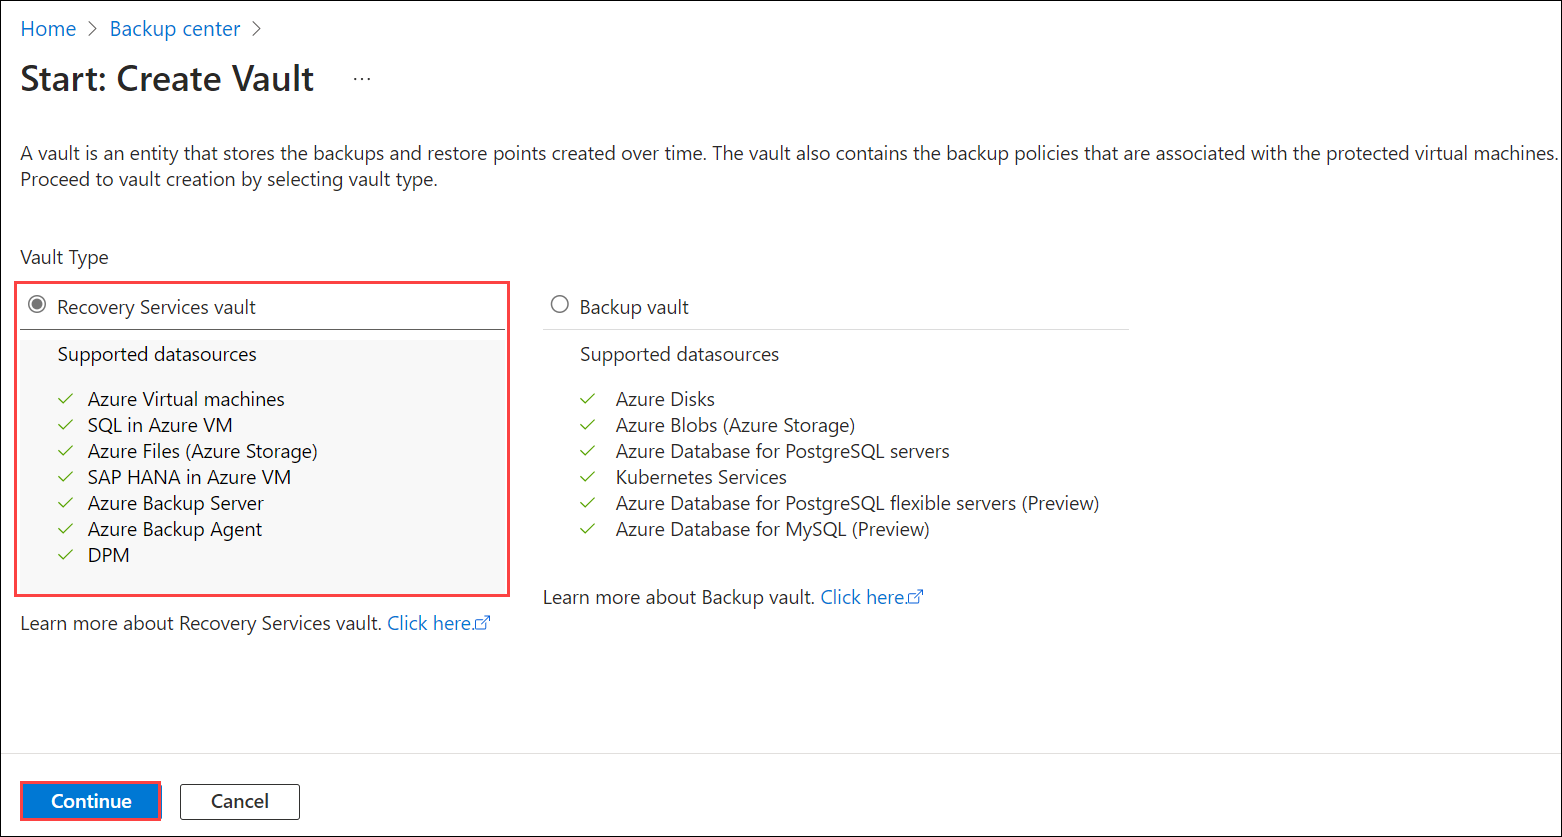 Home > Backup center >
Start: Create Vault ...
A vault is an entity that stores the backups and restore points created over time. The vault also contains the backup policies that are associated with the protected virtual machines.
Proceed to vault creation by selecting vault type.
Vault Type
Recovery Services vault
Supported datasources
Azure Virtual machines
SQL in Azure VM
Azure Files (Azure Storage)
SAP HANA in Azure VM
Azure Backup Server
Azure Backup Agent
DPM
Learn more about Recovery Services vault. Click here.
Backup vault
Supported datasources
Azure Disks
Azure Blobs (Azure Storage)
Azure Database for PostgreSQL servers
Kubernetes Services
Azure Database for PostgreSQL flexible servers (Preview)
Azure Database for MySQL (Preview)
Learn more about Backup vault. Click here.
Continue
Cancel